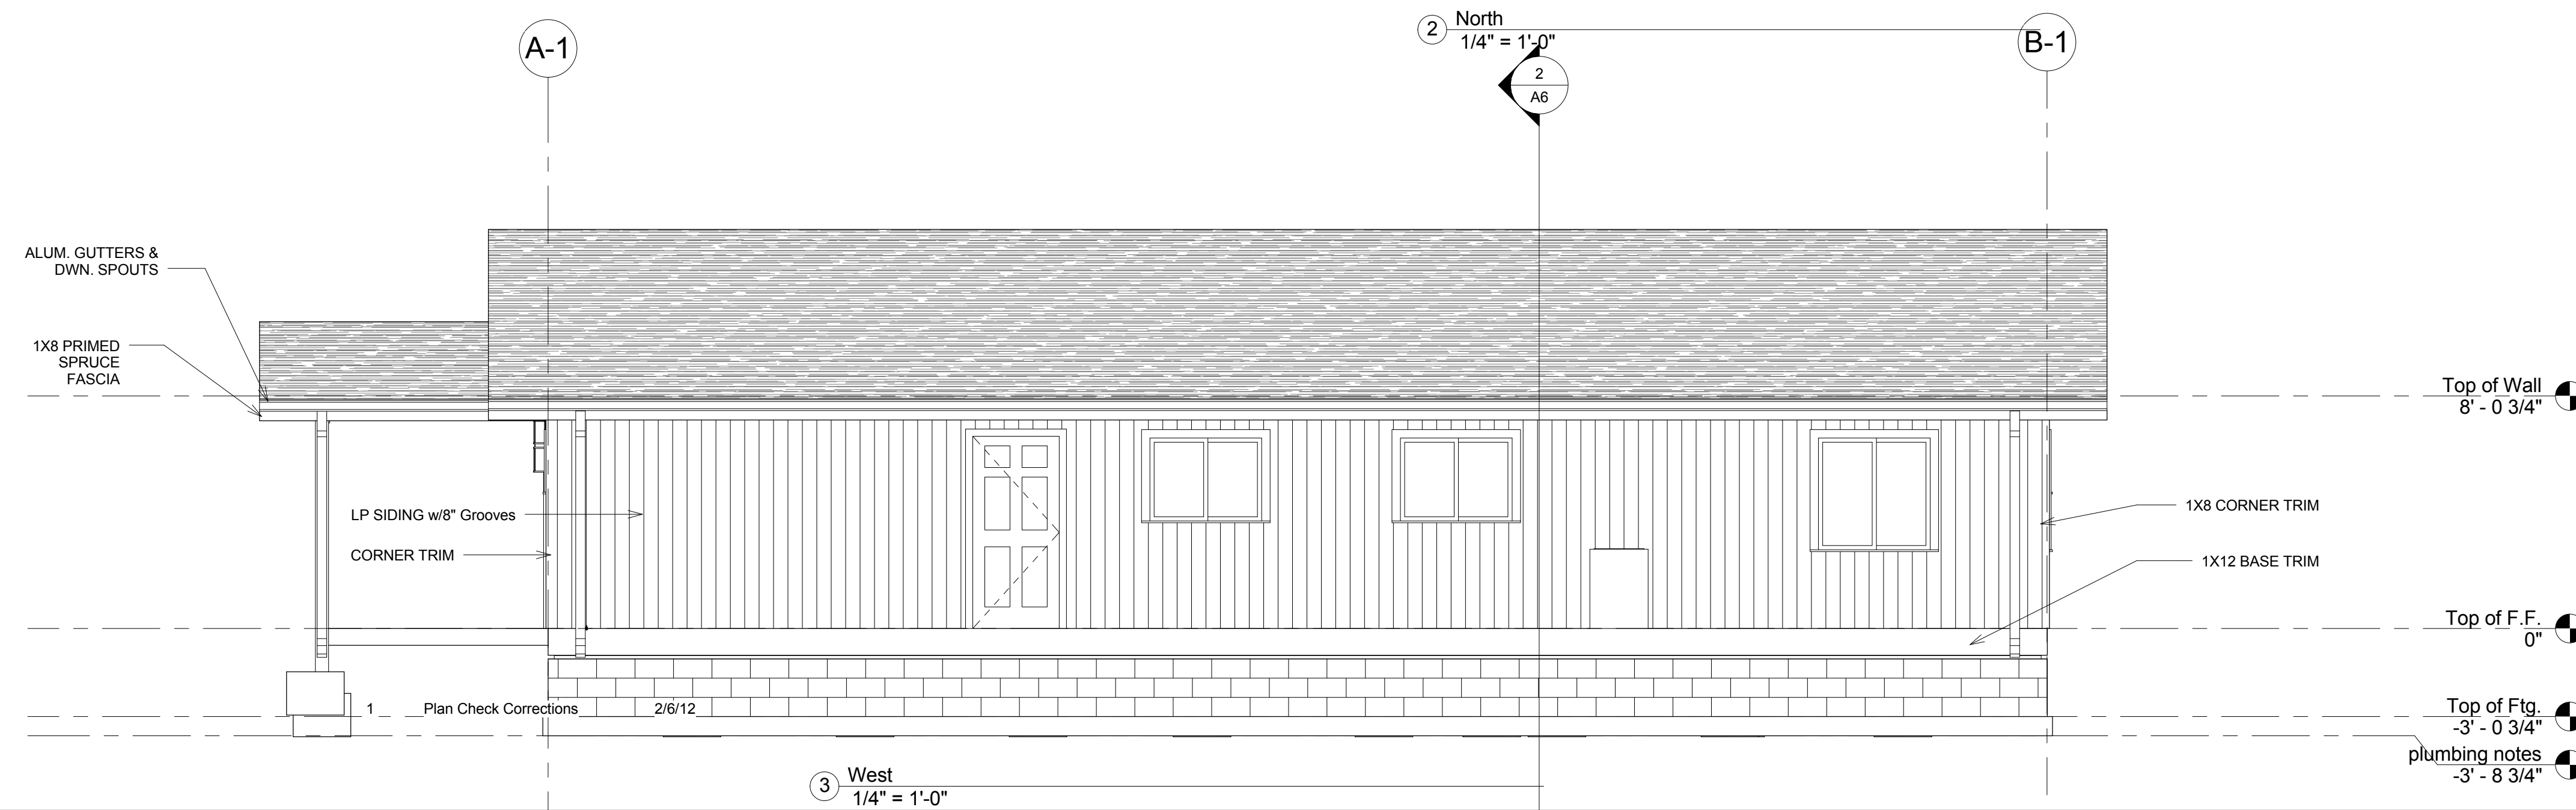 A-1
2
North
1/4" = 1'-0"
B-1
2
A6
ALUM. GUTTERS &
DWN. SPOUTS
1X8 PRIMED
SPRUCE
FASCIA
Top of Wall
8' - 0 3/4"
LP SIDING w/8" Grooves
CORNER TRIM
1X8 CORNER TRIM
1X12 BASE TRIM
Top of F.F.
0"
1 Plan Check Corrections 2/6/12
Top of Ftg.
-3' - 0 3/4"
plumbing notes
-3' - 8 3/4"
3
West
1/4" = 1'-0"